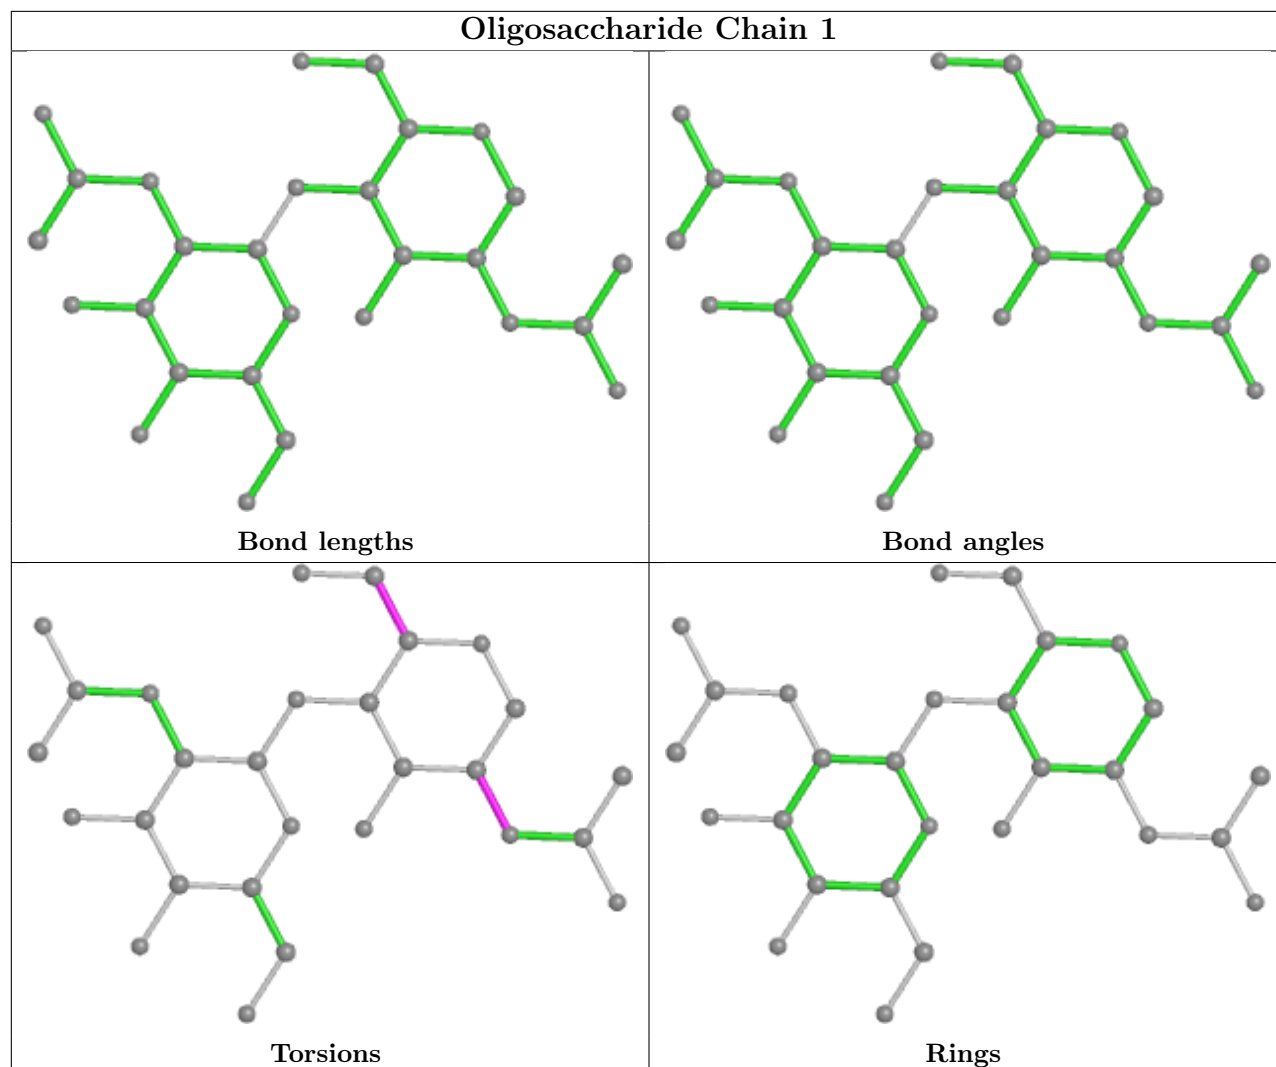 Oligosaccharide Chain 1
Bond lengths
Bond angles
Torsions
Rings